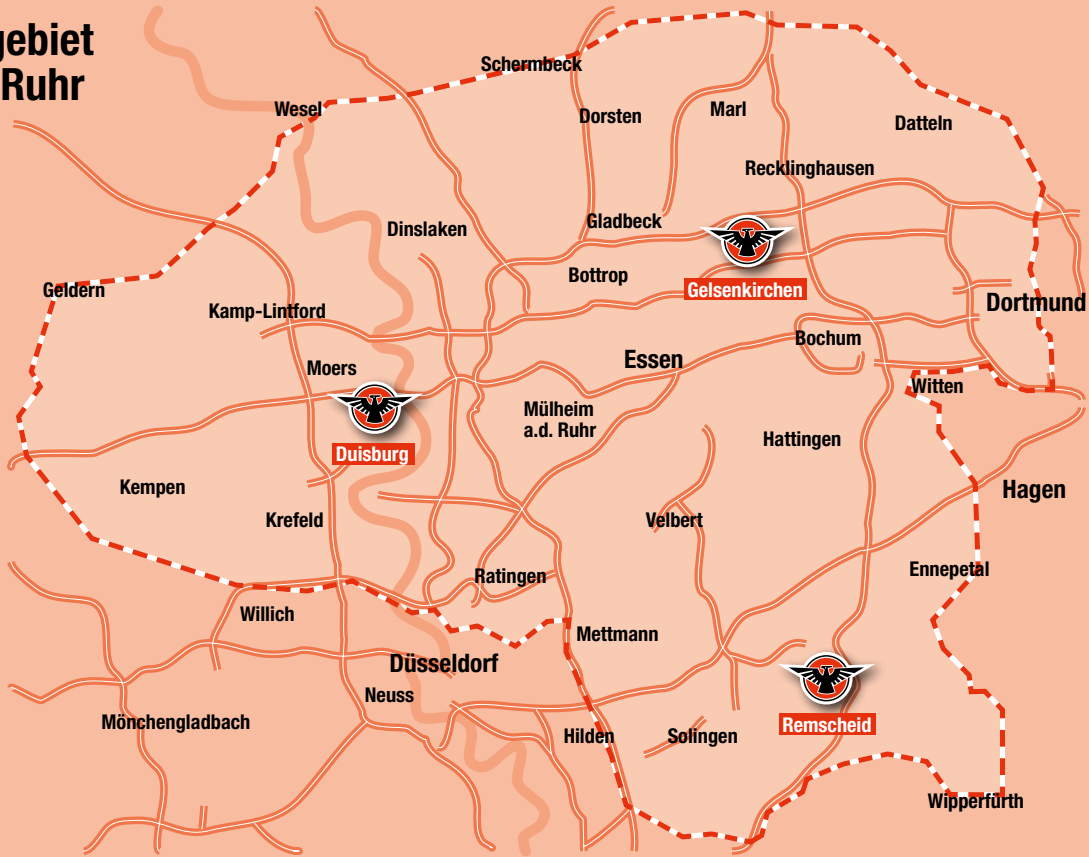 gebiet
Ruhr
Schermbeck
Wesel
Dorsten
Marl
Datteln
Recklinghausen
Dinslaken
Gladbeck
Bottrop
Geldern
Gelsenkirchen
Dortmund
Kamp-Lintford
Bochum
Moers
Essen
Witten
Mülheim
a.d. Ruhr
Hattingen
Duisburg
Kempen
Hagen
Krefeld
Velbert
Ennepetal
Ratingen
Willich
Mettmann
Düsseldorf
Neuss
Mönchengladbach
Hilden
Solingen
Remscheid
Wipperfürth